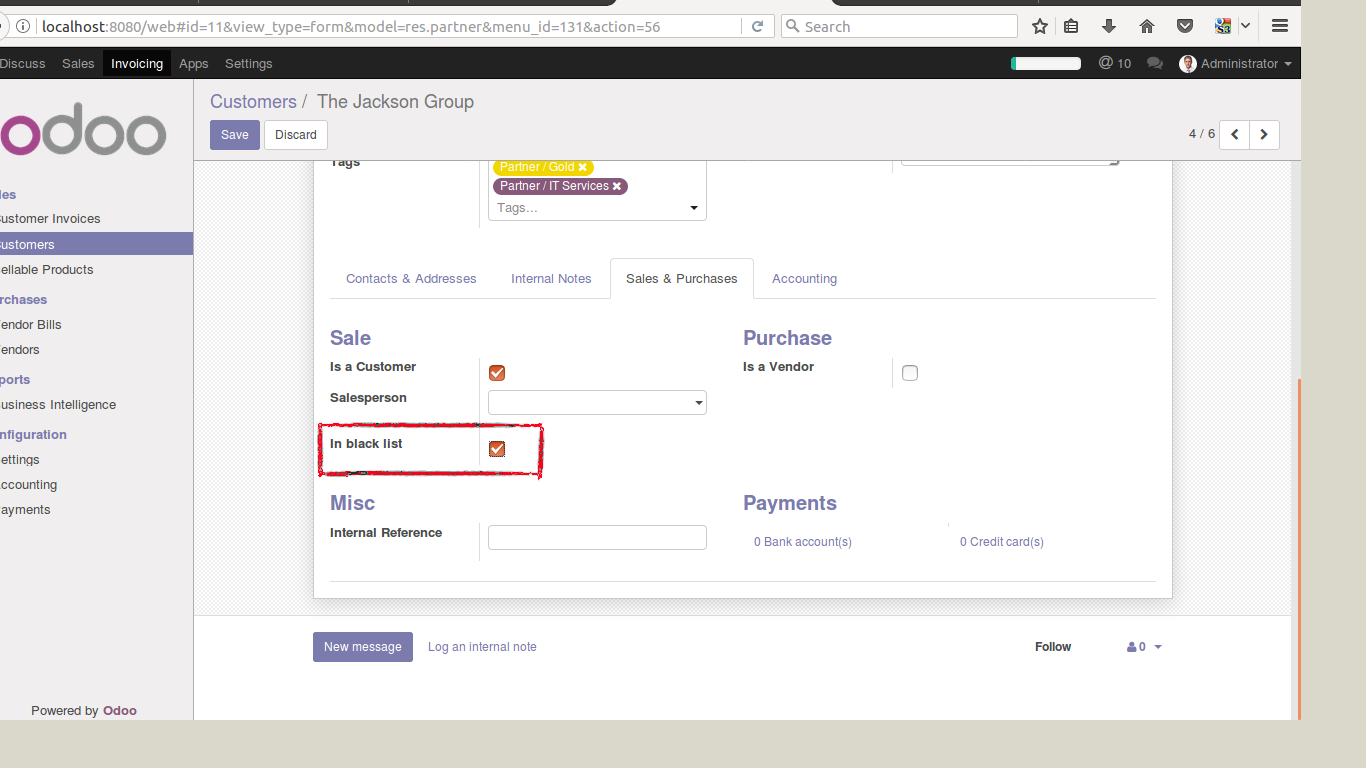 localhost:8080/web#id=11&view_type=form&model=res.partner&menu_id=131&action=56
Search
Discuss Sales Invoicing Apps Settings
@ 10
Administrator
odoo
Customers / The Jackson Group
Save Discard
4 / 6
les
ustomer Invoices
ustomers
ellable Products
rchases
endor Bills
endors
ports
usiness Intelligence
nfiguration
ettings
ccounting
ayments
Powered by Odoo
Tags
Partner / Gold ✖
Partner / IT Services ✖
Tags...
Contacts & Addresses Internal Notes Sales & Purchases Accounting
Sale
Is a Customer
Salesperson
In black list
Purchase
Is a Vendor
Misc
Internal Reference
Payments
0 Bank account(s) 0 Credit card(s)
New message Log an internal note
Follow 0